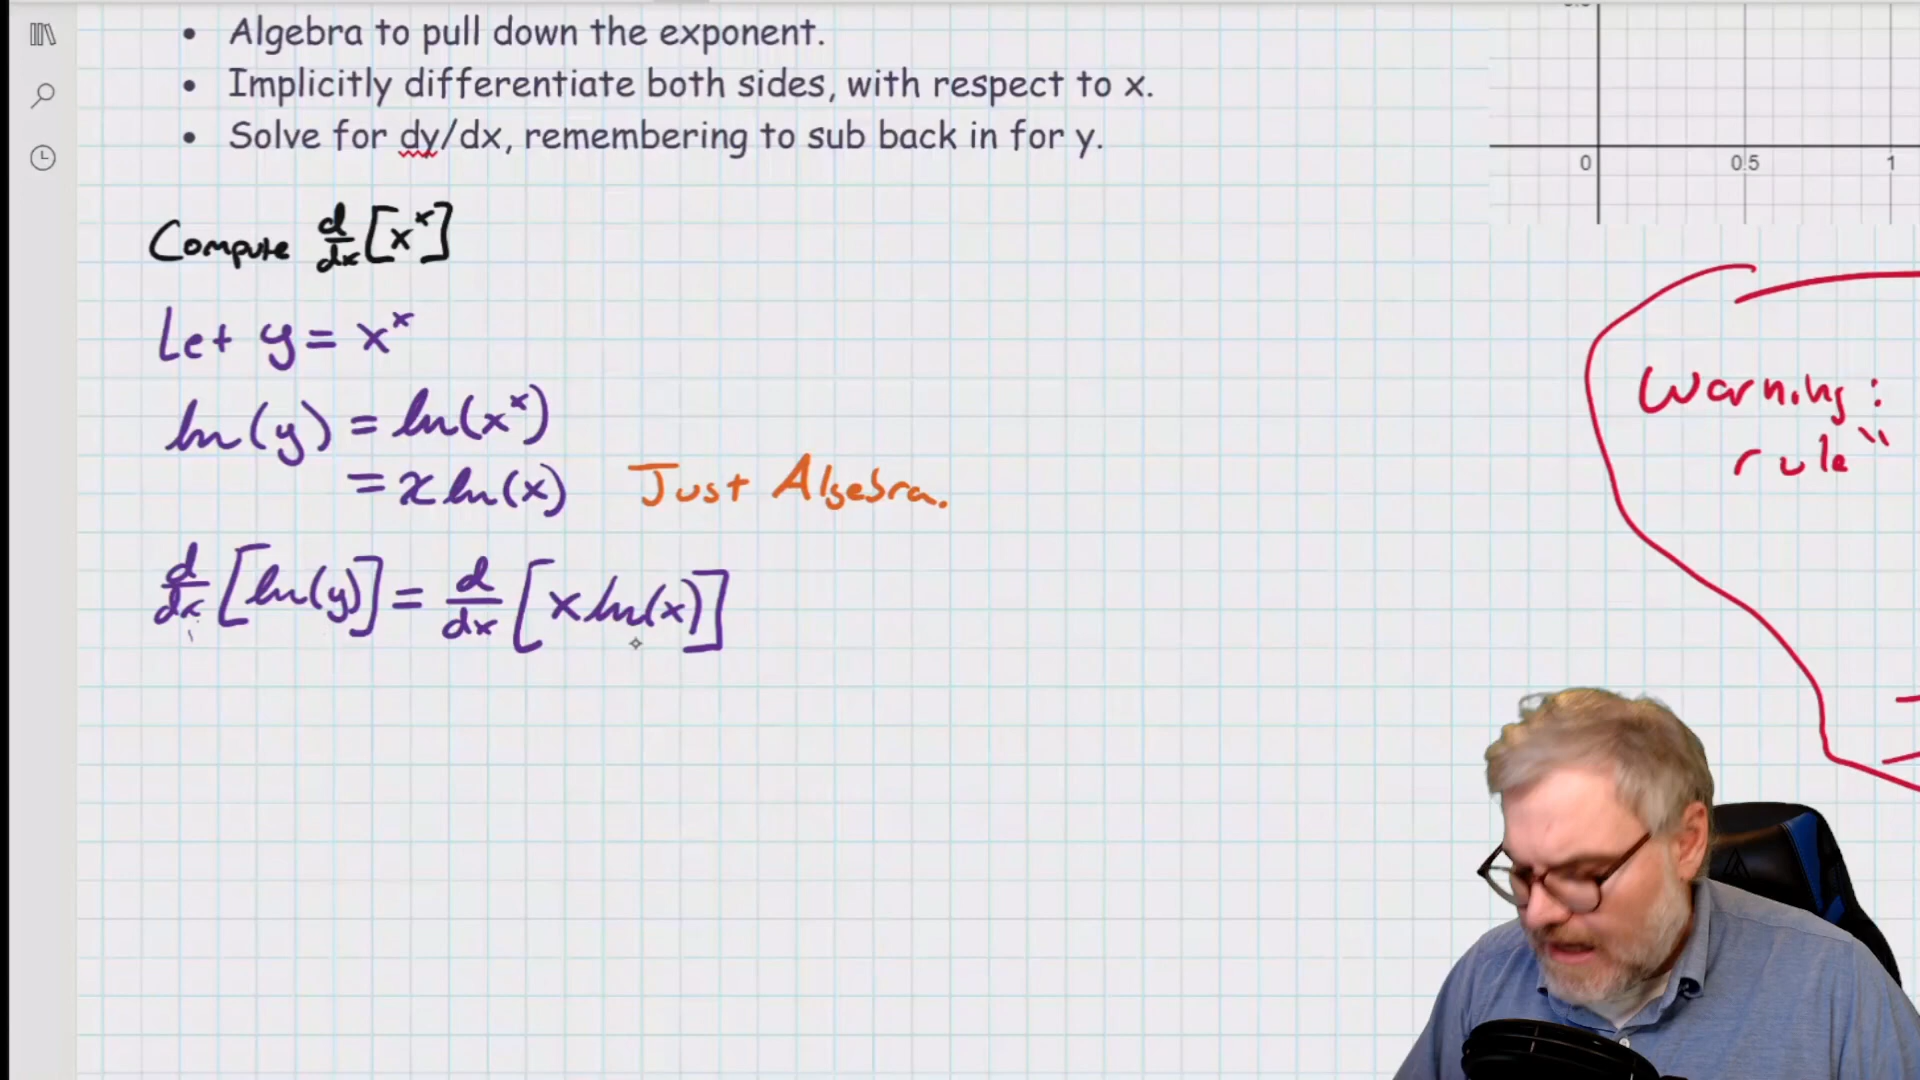 • Algebra to pull down the exponent.
• Implicitly differentiate both sides, with respect to x.
• Solve for dy/dx, remembering to sub back in for y.
0 0.5 1
Compute d/dx [x^x]
Let y = x^x
ln(y) = ln(x^x)
= x ln(x) Just Algebra.
d/dx [ln(y)] = d/dx [x ln(x)]
Warning:
rule"